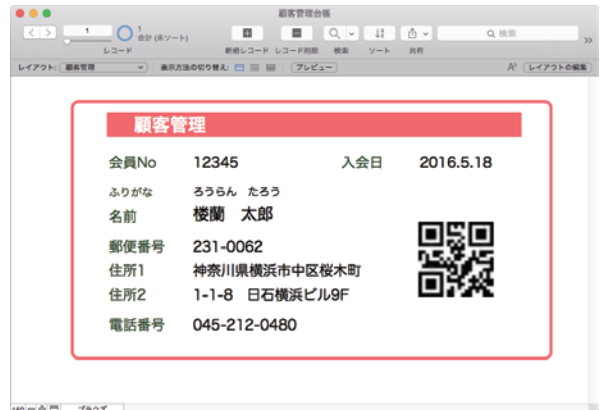 顧客管理台帳
1
1
合計 (未ソート)
レコード
新規レコード レコード削除 検索 ソート 共有
検索
レイアウト: 顧客管理 表示方法の切り替え: プレビュー レイアウトの編集
顧客管理
会員No 12345 入会日 2016.5.18
ふりがな ろうらん たろう
名前 楼蘭 太郎
郵便番号 231-0062
住所1 神奈川県横浜市中区桜木町
住所2 1-1-8 日石横浜ビル9F
電話番号 045-212-0480